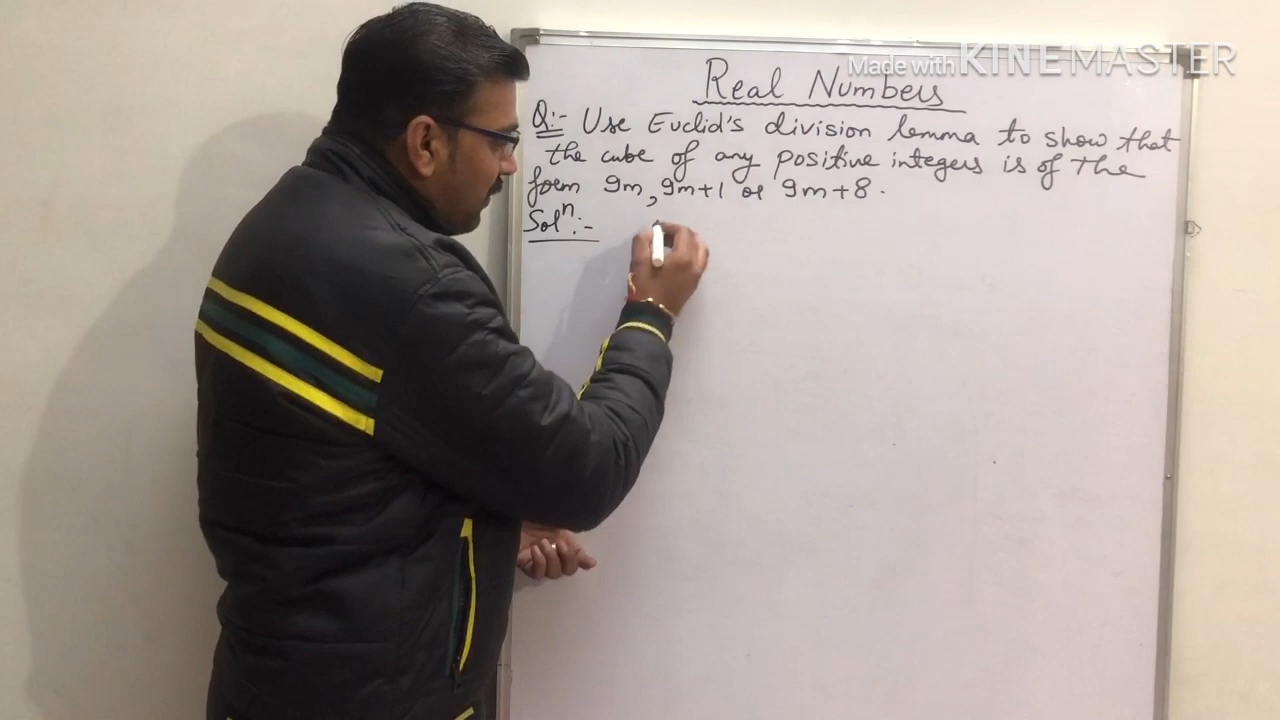 Made with KINEMASTER
Real Numbers
Q:- Use Euclid's division lemma to show that
the cube of any positive integers is of the
form 9m, 9m+1 or 9m+8.
Solⁿ:-